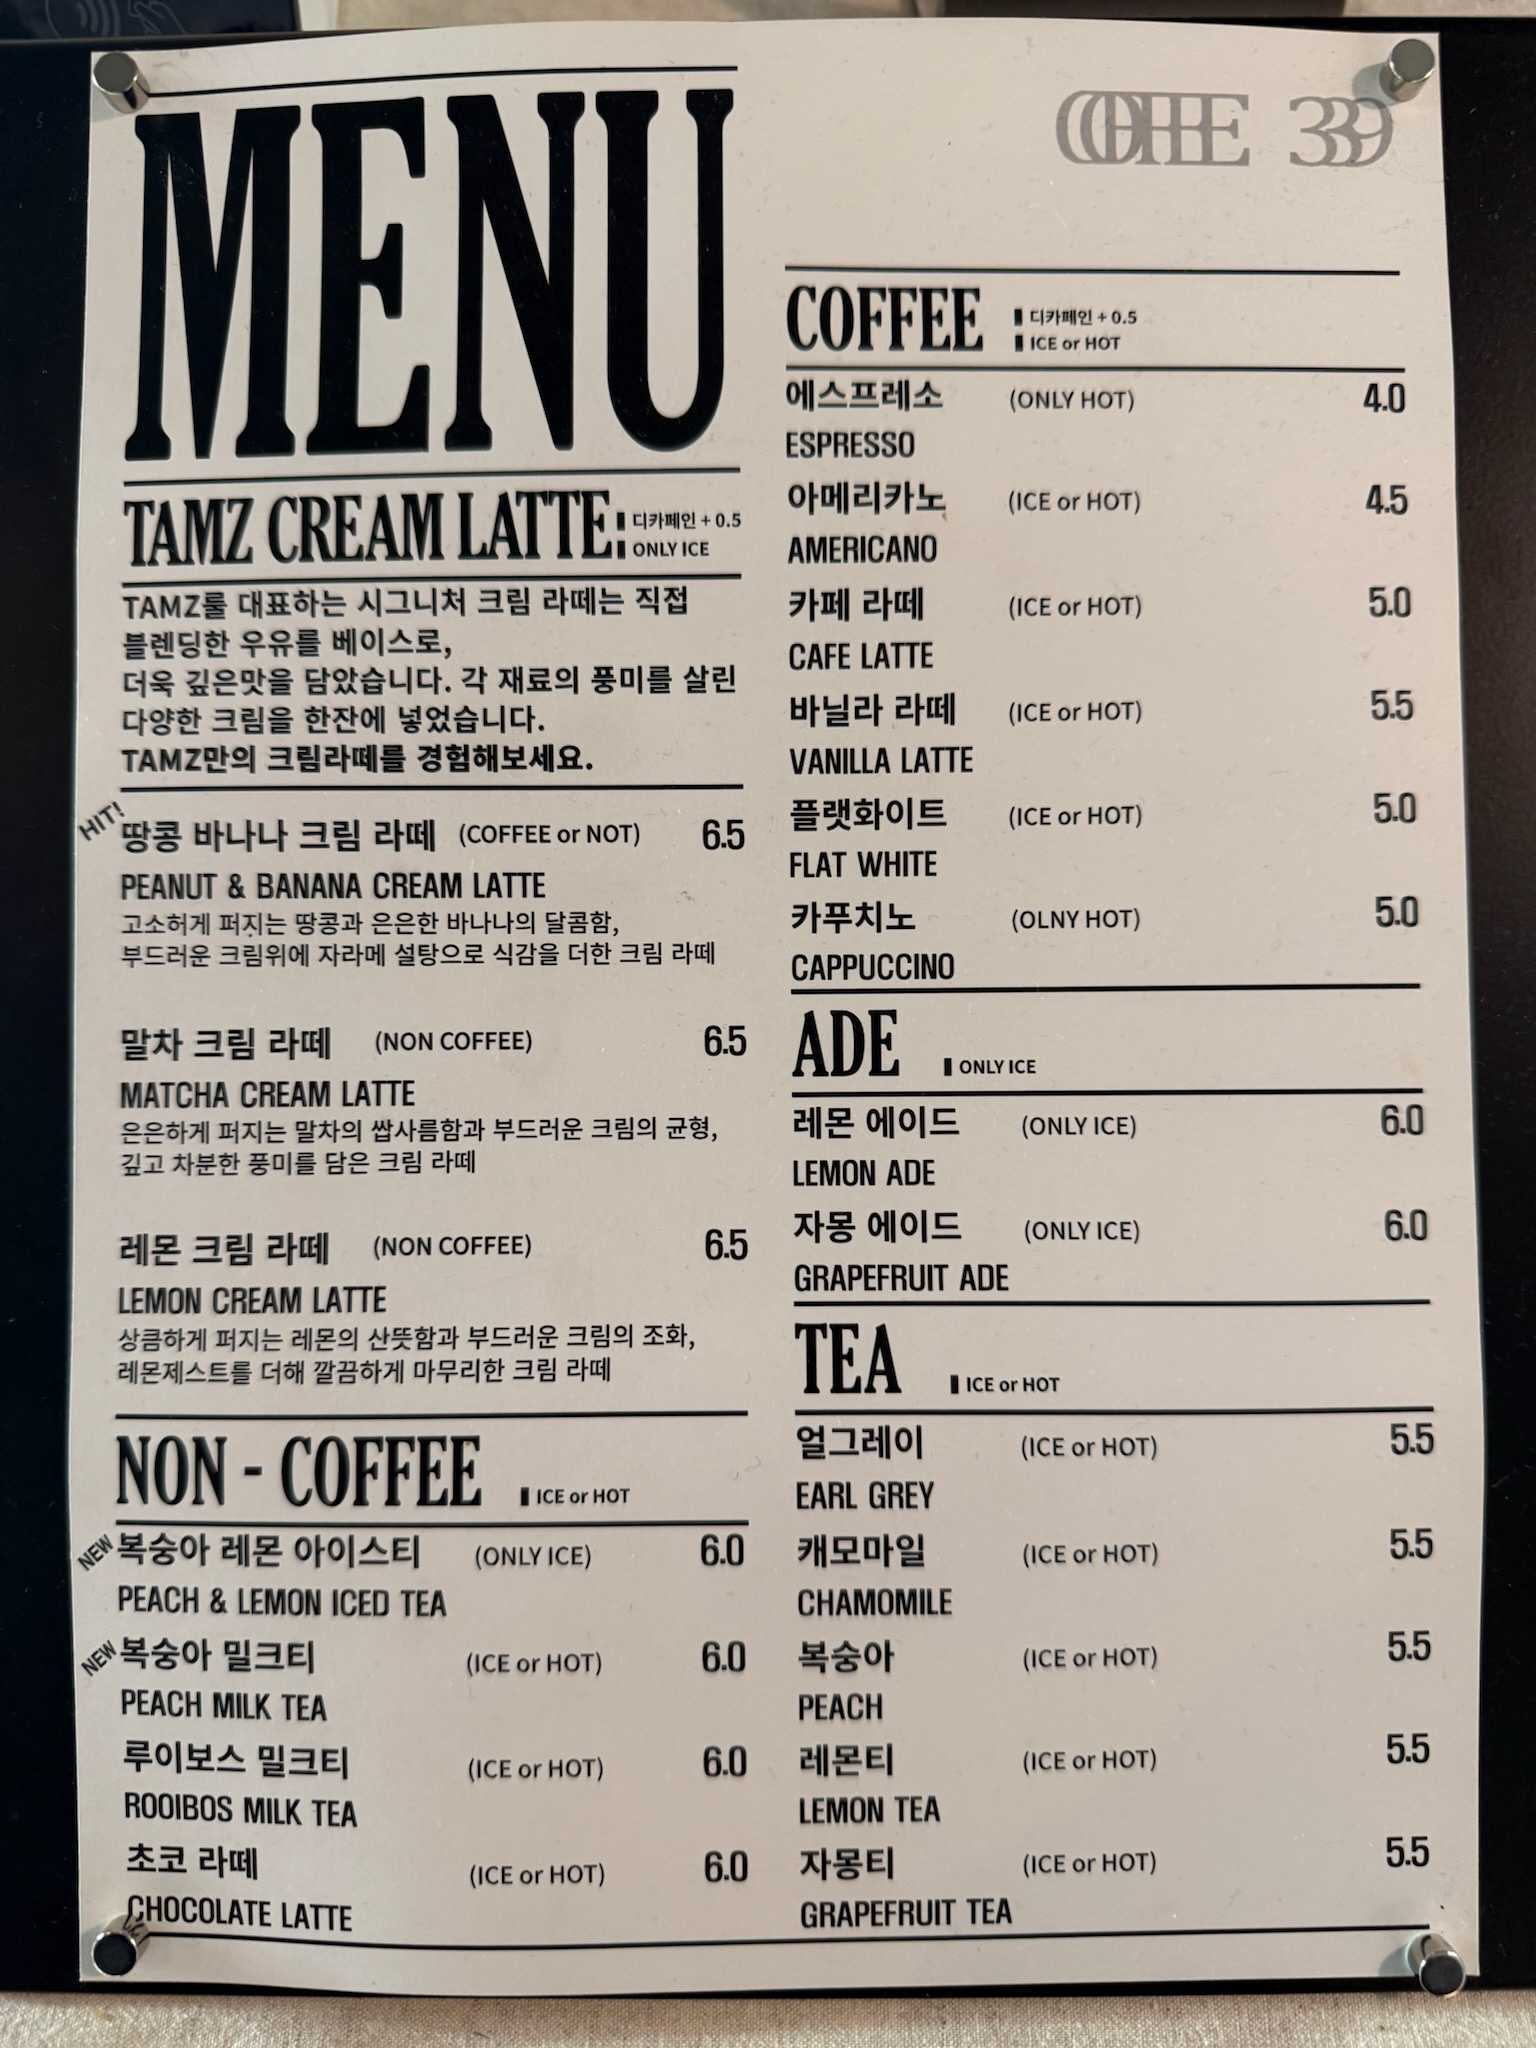 MENU
COFFEE 339
TAMZ CREAM LATTE
디카페인 + 0.5
ONLY ICE
TAMZ를 대표하는 시그니처 크림 라떼는 직접
블렌딩한 우유를 베이스로,
더욱 깊은맛을 담았습니다. 각 재료의 풍미를 살린
다양한 크림을 한잔에 넣었습니다.
TAMZ만의 크림라떼를 경험해보세요.
HIT!
땅콩 바나나 크림 라떼 (COFFEE or NOT) 6.5
PEANUT & BANANA CREAM LATTE
고소허게 퍼지는 땅콩과 은은한 바나나의 달콤함,
부드러운 크림위에 자라메 설탕으로 식감을 더한 크림 라떼
말차 크림 라떼 (NON COFFEE) 6.5
MATCHA CREAM LATTE
은은하게 퍼지는 말차의 쌉사름함과 부드러운 크림의 균형,
깊고 차분한 풍미를 담은 크림 라떼
레몬 크림 라떼 (NON COFFEE) 6.5
LEMON CREAM LATTE
상큼하게 퍼지는 레몬의 산뜻함과 부드러운 크림의 조화,
레몬제스트를 더해 깔끔하게 마무리한 크림 라떼
NON - COFFEE
ICE or HOT
NEW
복숭아 레몬 아이스티 (ONLY ICE) 6.0
PEACH & LEMON ICED TEA
NEW
복숭아 밀크티 (ICE or HOT) 6.0
PEACH MILK TEA
루이보스 밀크티 (ICE or HOT) 6.0
ROOIBOS MILK TEA
초코 라떼 (ICE or HOT) 6.0
CHOCOLATE LATTE
COFFEE
디카페인 + 0.5
ICE or HOT
에스프레소 (ONLY HOT) 4.0
ESPRESSO
아메리카노 (ICE or HOT) 4.5
AMERICANO
카페 라떼 (ICE or HOT) 5.0
CAFE LATTE
바닐라 라떼 (ICE or HOT) 5.5
VANILLA LATTE
플랫화이트 (ICE or HOT) 5.0
FLAT WHITE
카푸치노 (OLNY HOT) 5.0
CAPPUCCINO
ADE
ONLY ICE
레몬 에이드 (ONLY ICE) 6.0
LEMON ADE
자몽 에이드 (ONLY ICE) 6.0
GRAPEFRUIT ADE
TEA
ICE or HOT
얼그레이 (ICE or HOT) 5.5
EARL GREY
캐모마일 (ICE or HOT) 5.5
CHAMOMILE
복숭아 (ICE or HOT) 5.5
PEACH
레몬티 (ICE or HOT) 5.5
LEMON TEA
자몽티 (ICE or HOT) 5.5
GRAPEFRUIT TEA